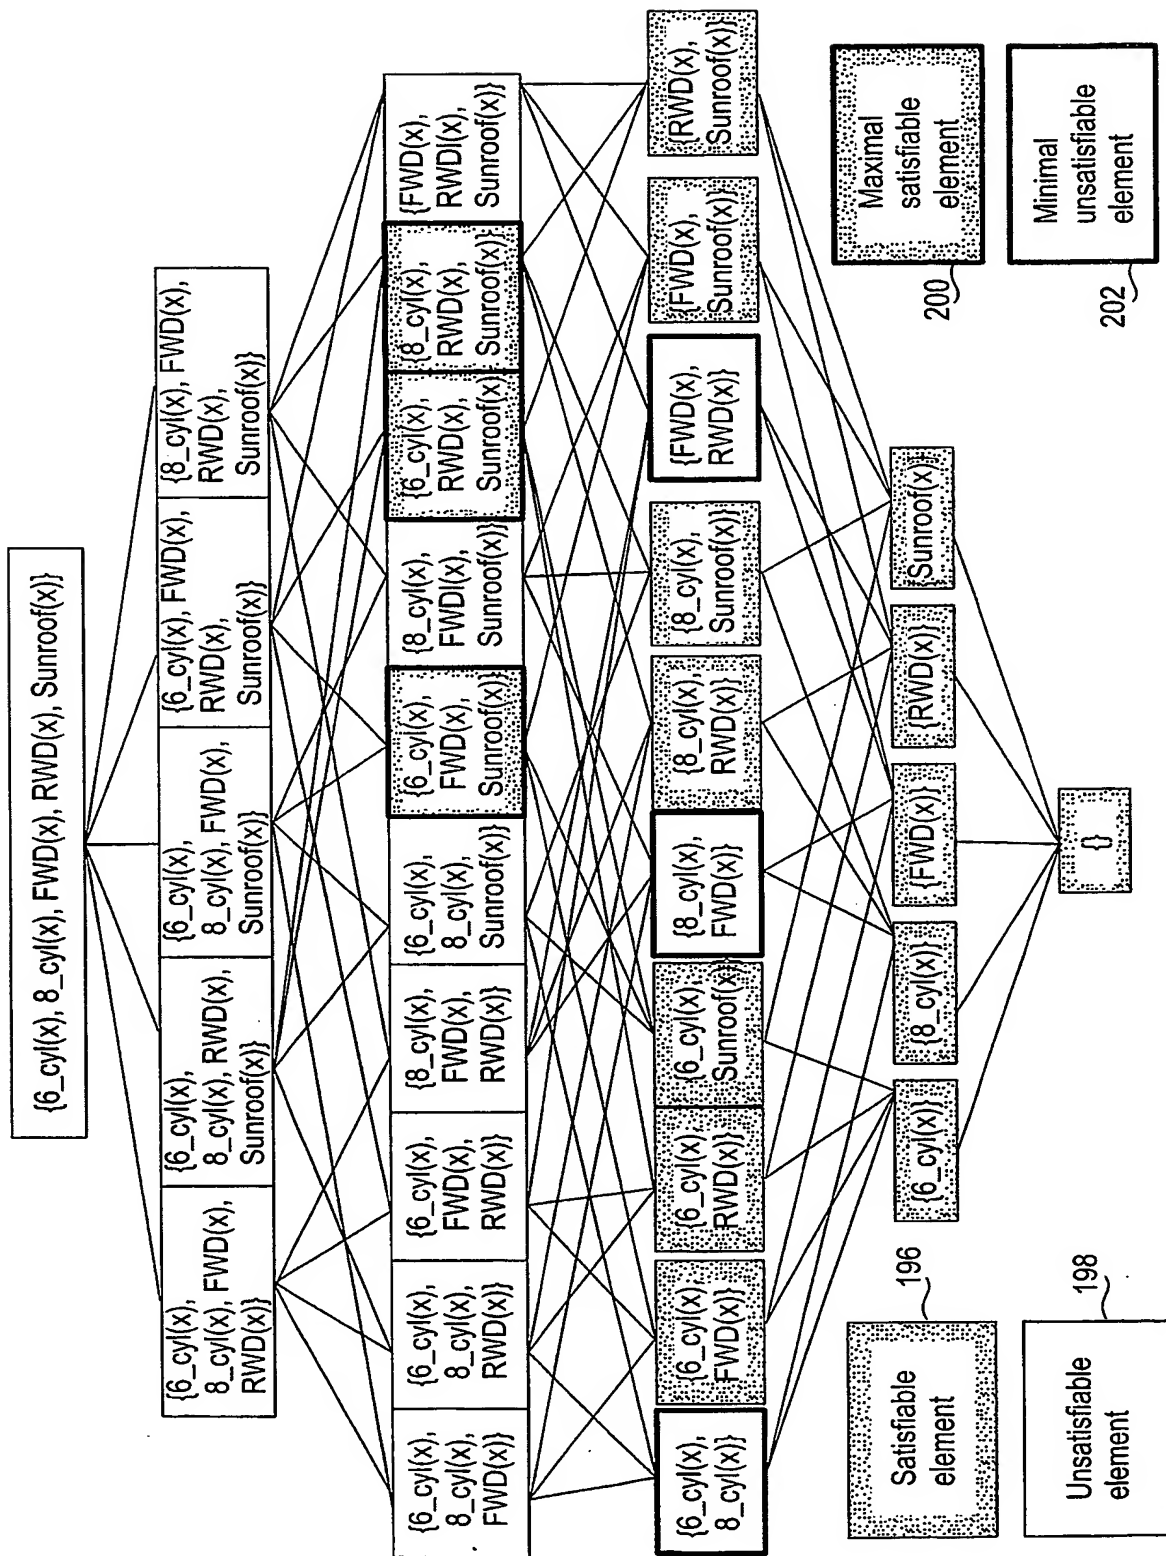 {6_cyl(x), 8_cyl(x), FWD(x), RWD(x), Sunroof(x)}
{6_cyl(x),
8_cyl(x), FWD(x),
RWD(x)}
{6_cyl(x),
8_cyl(x), RWD(x),
Sunroof(x)}
{6_cyl(x),
8_cyl(x), FWD(x),
Sunroof(x)}
{6_cyl(x), FWD(x),
RWD(x),
Sunroof(x)}
{8_cyl(x), FWD(x),
RWD(x),
Sunroof(x)}
{6_cyl(x),
8_cyl(x),
FWD(x)}
{6_cyl(x),
8_cyl(x),
RWD(x)}
{6_cyl(x),
FWD(x),
RWD(x)}
{8_cyl(x),
FWD(x),
RWD(x)}
{6_cyl(x),
8_cyl(x),
Sunroof(x)}
{6_cyl(x),
FWD(x),
Sunroof(x)}
{8_cyl(x),
FWDl(x),
Sunroof(x)}
{6_cyl(x),
RWD(x),
Sunroof(x)}
{8_cyl(x),
RWD(x),
Sunroof(x)}
{FWD(x),
RWDl(x),
Sunroof(x)}
{6_cyl(x),
8_cyl(x)}
{6_cyl(x),
FWD(x)}
{6_cyl(x),
RWD(x)}
{6_cyl(x),
Sunroof(x)}
{8_cyl(x),
FWD(x)}
{8_cyl(x),
RWD(x)}
{8_cyl(x),
Sunroof(x)}
{FWD(x),
RWD(x)}
{FWD(x),
Sunroof(x)}
{RWD(x),
Sunroof(x)}
{6_cyl(x)}
{8_cyl(x)}
{FWD(x)}
{RWD(x)}
{Sunroof(x)}
{}
Satisfiable
element
196
Unsatisfiable
element
198
Maximal
satisfiable
element
200
Minimal
unsatisfiable
element
202